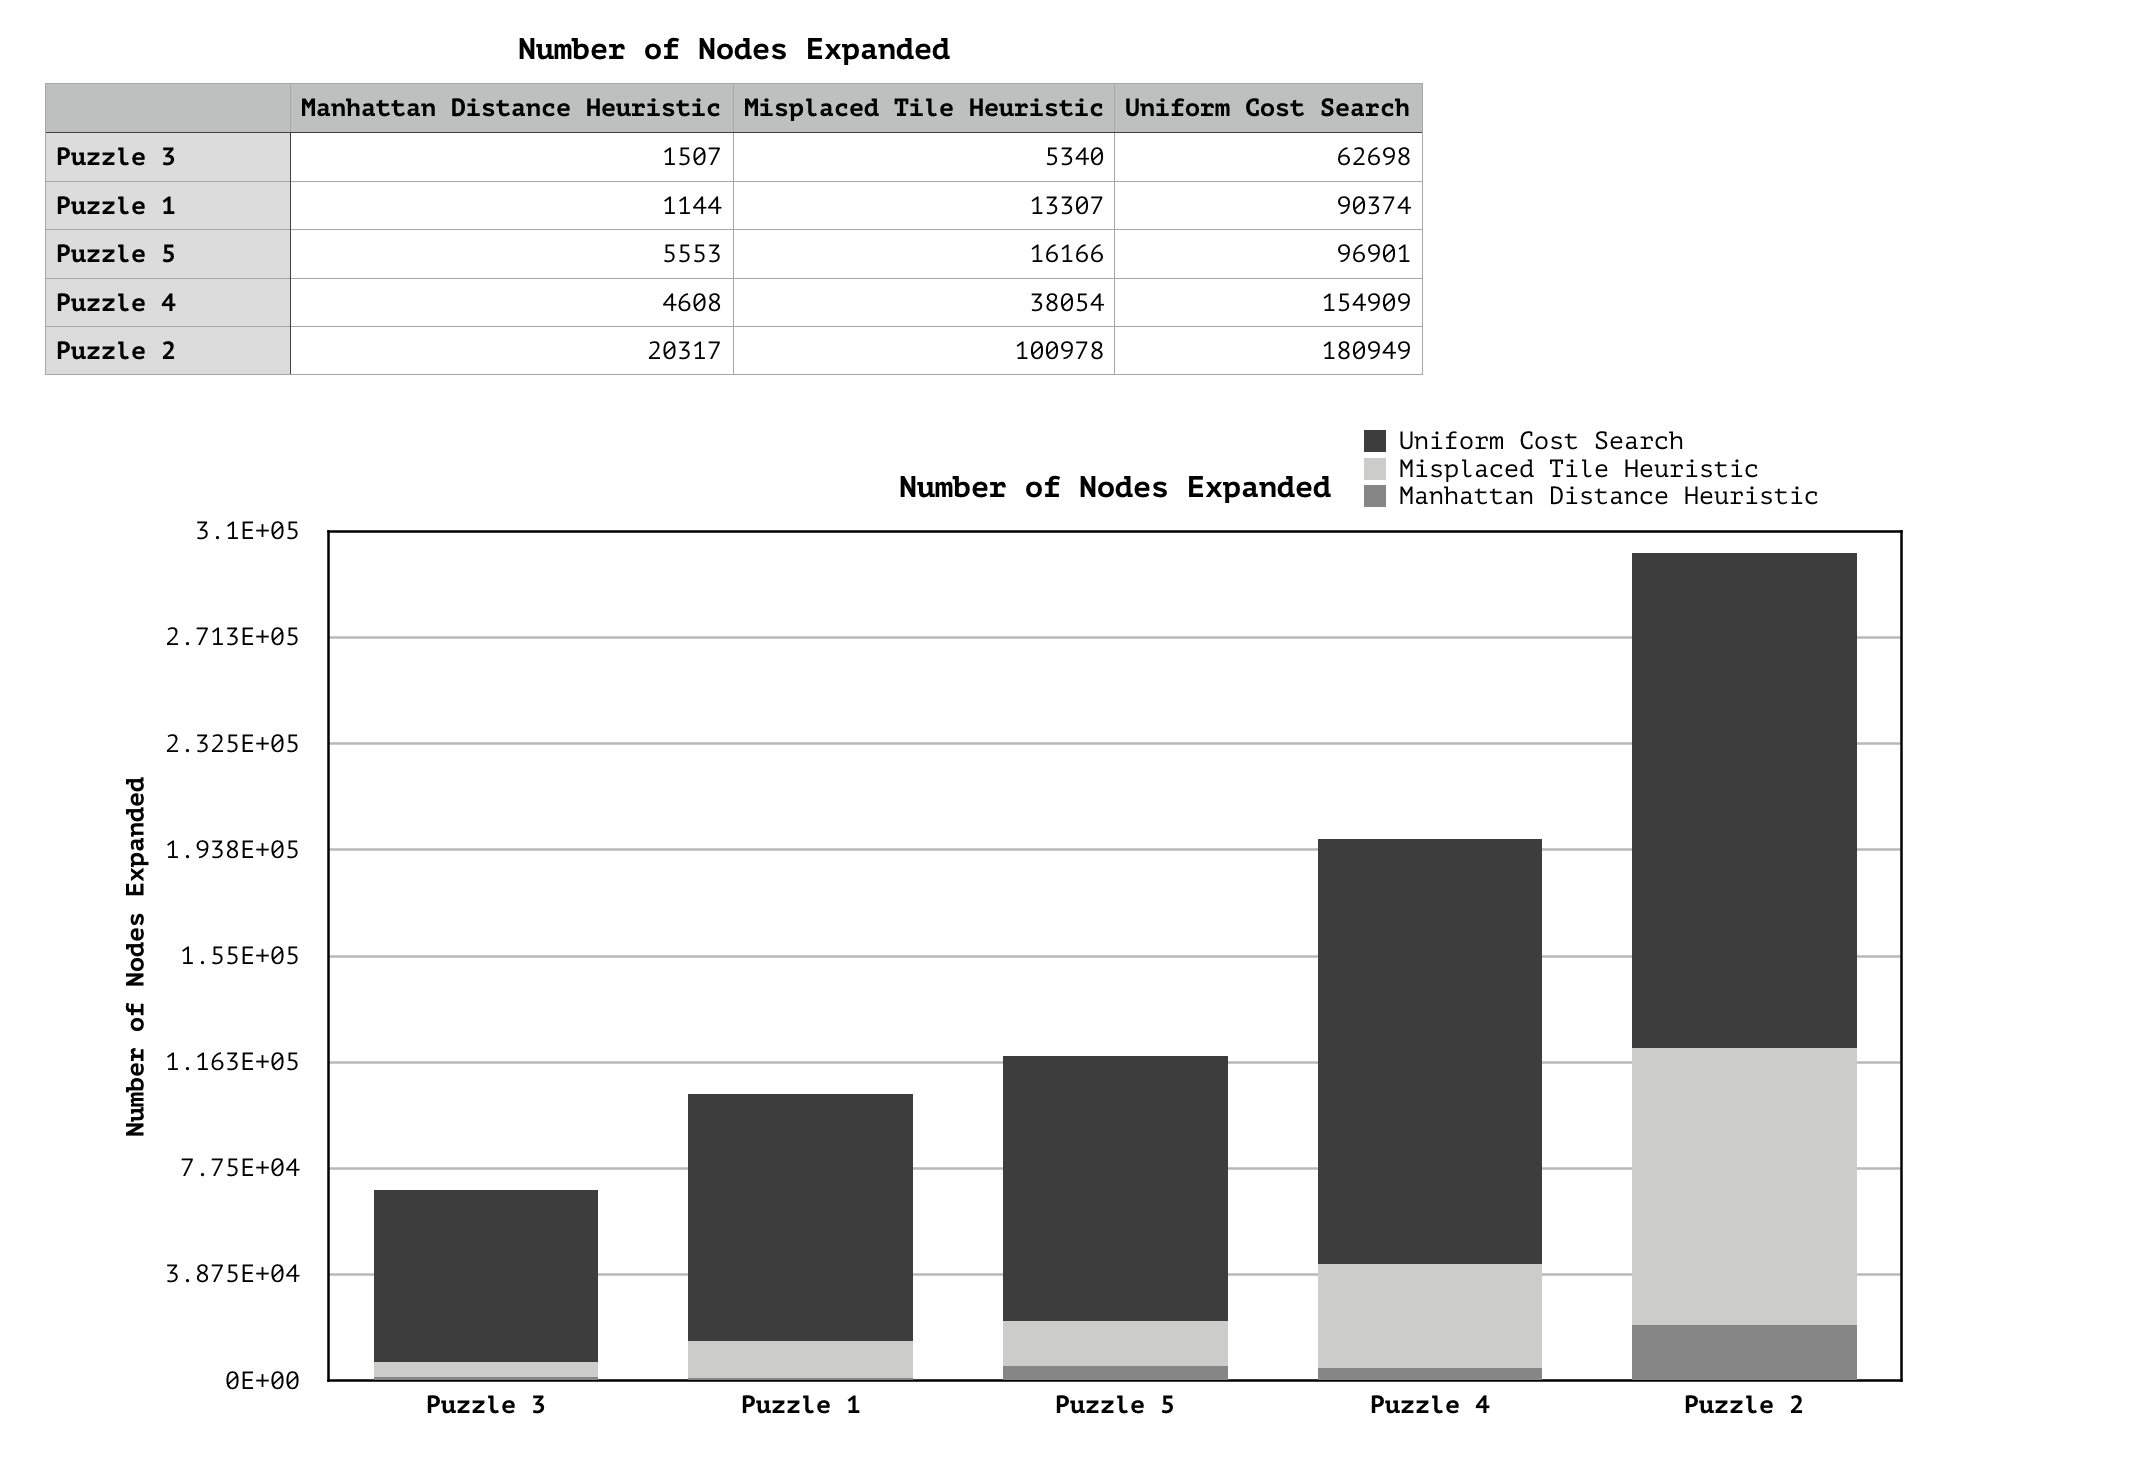 Number of Nodes Expanded
Manhattan Distance Heuristic Misplaced Tile Heuristic Uniform Cost Search
Puzzle 3 1507 5340 62698
Puzzle 1 1144 13307 90374
Puzzle 5 5553 16166 96901
Puzzle 4 4608 38054 154909
Puzzle 2 20317 100978 180949
Uniform Cost Search
Misplaced Tile Heuristic
Manhattan Distance Heuristic
Number of Nodes Expanded
3.1E+05
2.713E+05
2.325E+05
1.938E+05
1.55E+05
1.163E+05
7.75E+04
3.875E+04
0E+00
Number of Nodes Expanded
Puzzle 3 Puzzle 1 Puzzle 5 Puzzle 4 Puzzle 2